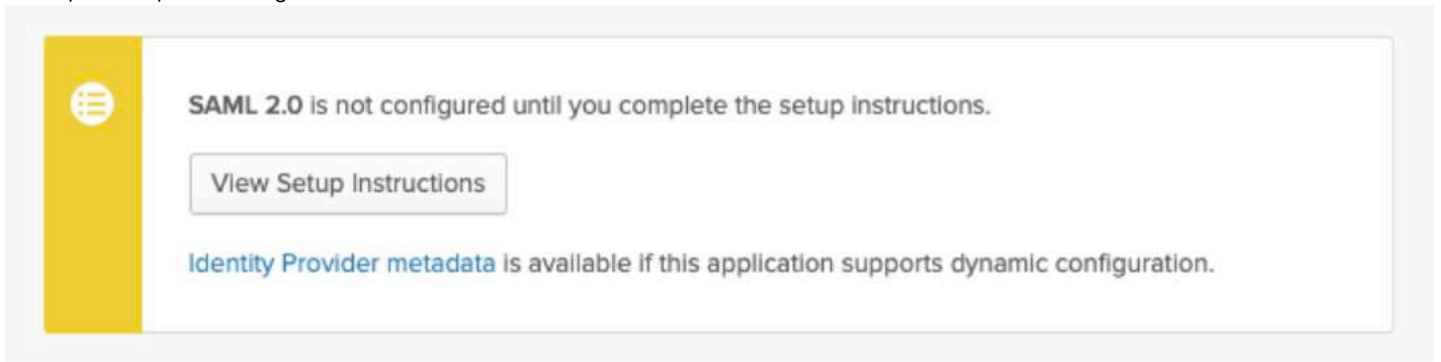 SAML 2.0 is not configured until you complete the setup instructions.
View Setup Instructions
Identity Provider metadata is available if this application supports dynamic configuration.